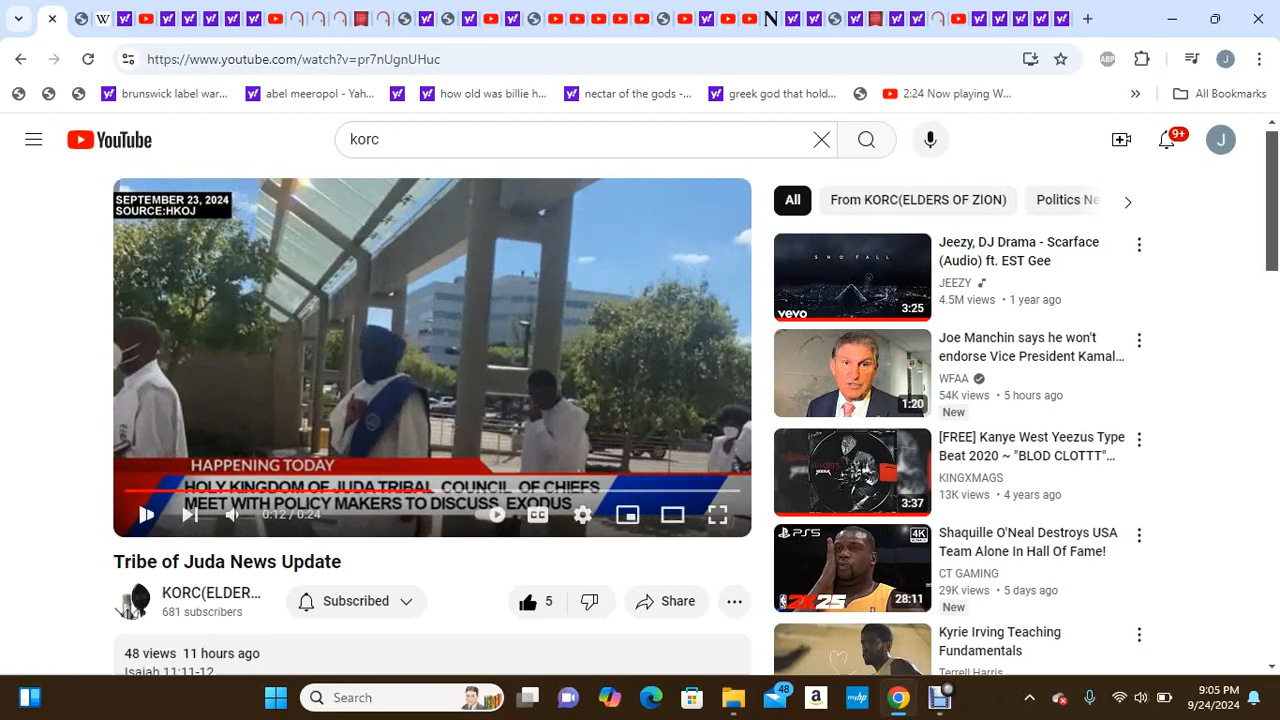 https://www.youtube.com/watch?v=pr7nUgnUHuc
brunswick label war...
abel meeropol - Yah...
how old was billie h...
nectar of the gods -...
greek god that hold...
2:24 Now playing W...
All Bookmarks
YouTube
korc
9+
J
SEPTEMBER 23, 2024
SOURCE:HKOJ
HAPPENING TODAY
HOLY KINGDOM OF JUDA TRIBAL COUNCIL OF CHIEFS
MEET WITH POLICY MAKERS TO DISCUSS EXODUS
0:12 / 0:24
Tribe of Juda News Update
KORC(ELDER...
681 subscribers
Subscribed
5
Share
48 views 11 hours ago
Isaiah 11:11-12
All
From KORC(ELDERS OF ZION)
Politics Ne
SNO FALL
vevo
3:25
Jeezy, DJ Drama - Scarface
(Audio) ft. EST Gee
JEEZY
4.5M views • 1 year ago
1:20
Joe Manchin says he won't
endorse Vice President Kamal...
WFAA
54K views • 5 hours ago
New
3:37
[FREE] Kanye West Yeezus Type
Beat 2020 ~ "BLOD CLOTTT"...
KINGXMAGS
13K views • 4 years ago
PS5
4K
2K25
28:11
Shaquille O'Neal Destroys USA
Team Alone In Hall Of Fame!
CT GAMING
29K views • 5 days ago
New
Kyrie Irving Teaching
Fundamentals
Terrell Harris
Search
48
9:05 PM
9/24/2024